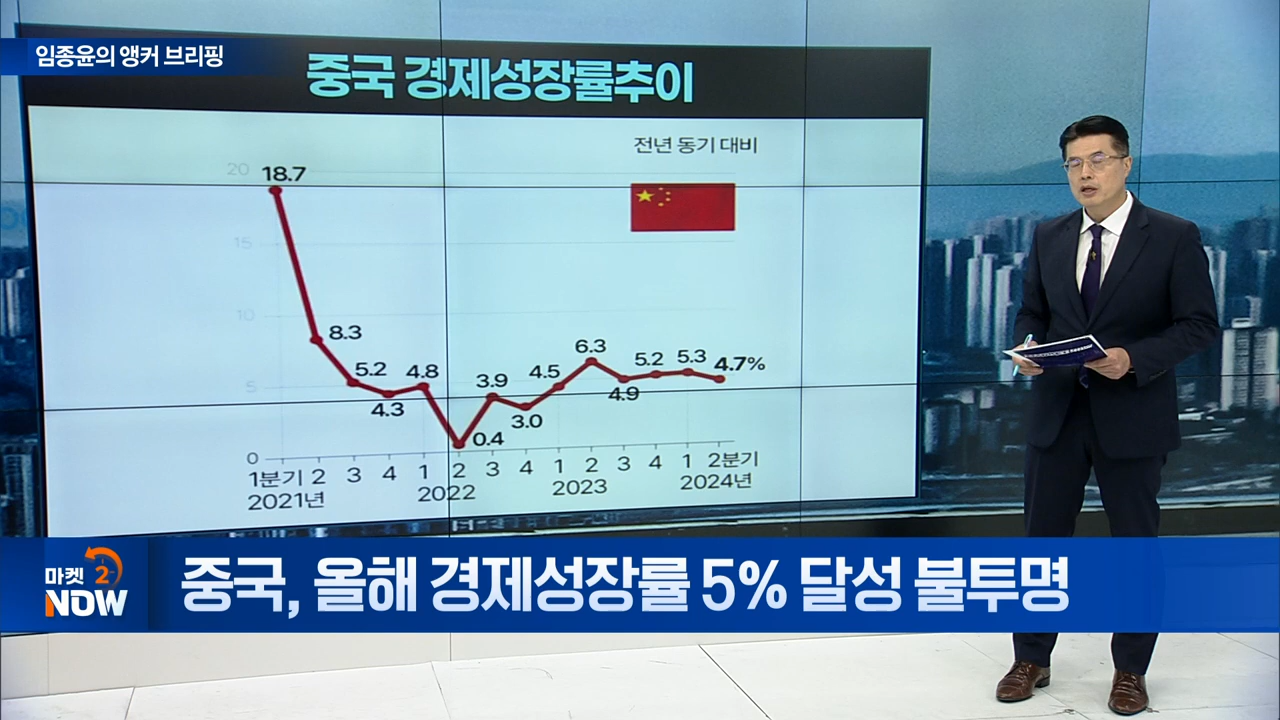 임종윤의 앵커 브리핑
중국 경제성장률추이
전년 동기 대비
20
18.7
15
10
8.3
5.2
4.3
4.8
0.4
3.9
3.0
4.5
6.3
4.9
5.2
5.3
4.7%
5
0
1분기 2 3 4 1 2 3 4 1 2 3 4 1 2분기
2021년 2022 2023 2024년
마켓 2
NOW
중국, 올해 경제성장률 5% 달성 불투명